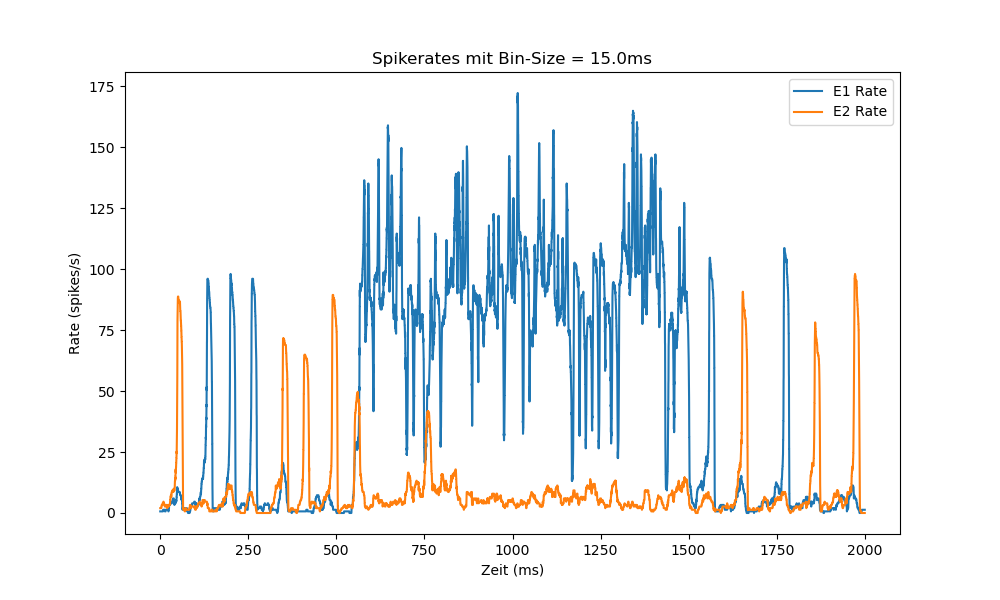 Spikerates mit Bin-Size = 15.0ms
E1 Rate
E2 Rate
175
150
125
100
75
50
25
0
Rate (spikes/s)
0 250 500 750 1000 1250 1500 1750 2000
Zeit (ms)